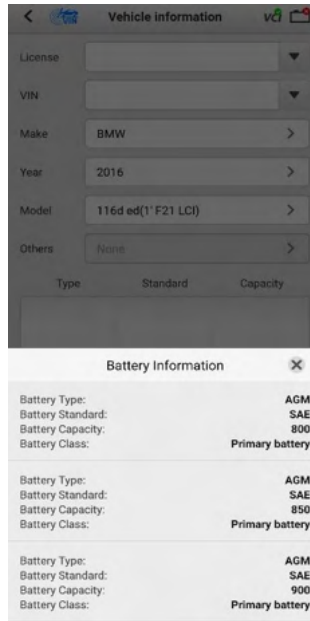 Vehicle information
vci
License
VIN
Make BMW
Year 2016
Model 116d ed(1' F21 LCI)
Others None
Type Standard Capacity
Battery Information
Battery Type: AGM
Battery Standard: SAE
Battery Capacity: 800
Battery Class: Primary battery
Battery Type: AGM
Battery Standard: SAE
Battery Capacity: 850
Battery Class: Primary battery
Battery Type: AGM
Battery Standard: SAE
Battery Capacity: 900
Battery Class: Primary battery